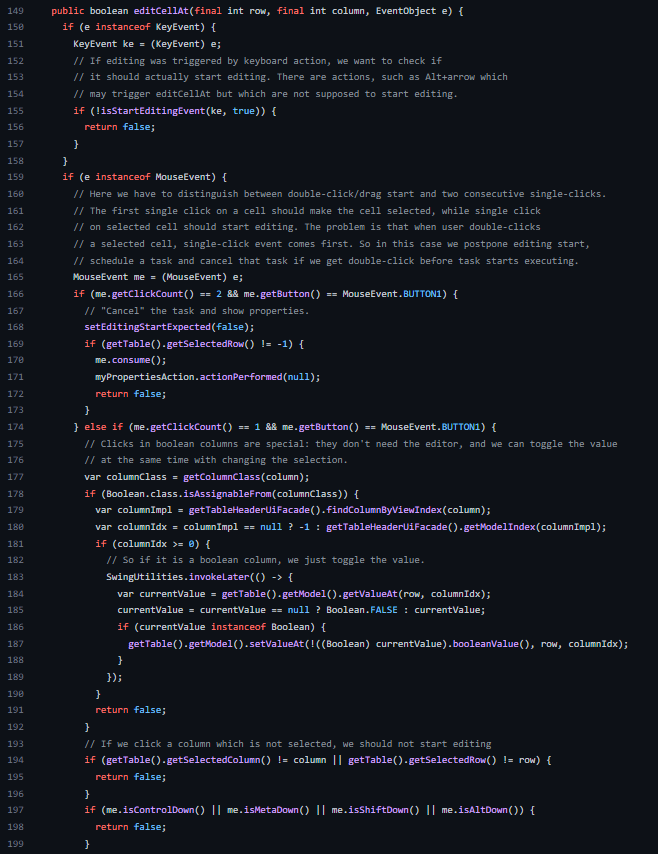 149 public boolean editCellAt(final int row, final int column, EventObject e) {
150 if (e instanceof KeyEvent) {
151 KeyEvent ke = (KeyEvent) e;
152 // If editing was triggered by keyboard action, we want to check if
153 // it should actually start editing. There are actions, such as Alt+arrow which
154 // may trigger editCellAt but which are not supposed to start editing.
155 if (!isStartEditingEvent(ke, true)) {
156 return false;
157 }
158 }
159 if (e instanceof MouseEvent) {
160 // Here we have to distinguish between double-click/drag start and two consecutive single-clicks.
161 // The first single click on a cell should make the cell selected, while single click
162 // on selected cell should start editing. The problem is that when user double-clicks
163 // a selected cell, single-click event comes first. So in this case we postpone editing start,
164 // schedule a task and cancel that task if we get double-click before task starts executing.
165 MouseEvent me = (MouseEvent) e;
166 if (me.getClickCount() == 2 && me.getButton() == MouseEvent.BUTTON1) {
167 // "Cancel" the task and show properties.
168 setEditingStartExpected(false);
169 if (getTable().getSelectedRow() != -1) {
170 me.consume();
171 myPropertiesAction.actionPerformed(null);
172 return false;
173 }
174 } else if (me.getClickCount() == 1 && me.getButton() == MouseEvent.BUTTON1) {
175 // Clicks in boolean columns are special: they don't need the editor, and we can toggle the value
176 // at the same time with changing the selection.
177 var columnClass = getColumnClass(column);
178 if (Boolean.class.isAssignableFrom(columnClass)) {
179 var columnImpl = getTableHeaderUiFacade().findColumnByViewIndex(column);
180 var columnIdx = columnImpl == null ? -1 : getTableHeaderUiFacade().getModelIndex(columnImpl);
181 if (columnIdx >= 0) {
182 // So if it is a boolean column, we just toggle the value.
183 SwingUtilities.invokeLater(() -> {
184 var currentValue = getTable().getModel().getValueAt(row, columnIdx);
185 currentValue = currentValue == null ? Boolean.FALSE : currentValue;
186 if (currentValue instanceof Boolean) {
187 getTable().getModel().setValueAt(!((Boolean) currentValue).booleanValue(), row, columnIdx);
188 }
189 });
190 }
191 return false;
192 }
193 // If we click a column which is not selected, we should not start editing
194 if (getTable().getSelectedColumn() != column || getTable().getSelectedRow() != row) {
195 return false;
196 }
197 if (me.isControlDown() || me.isMetaDown() || me.isShiftDown() || me.isAltDown()) {
198 return false;
199 }